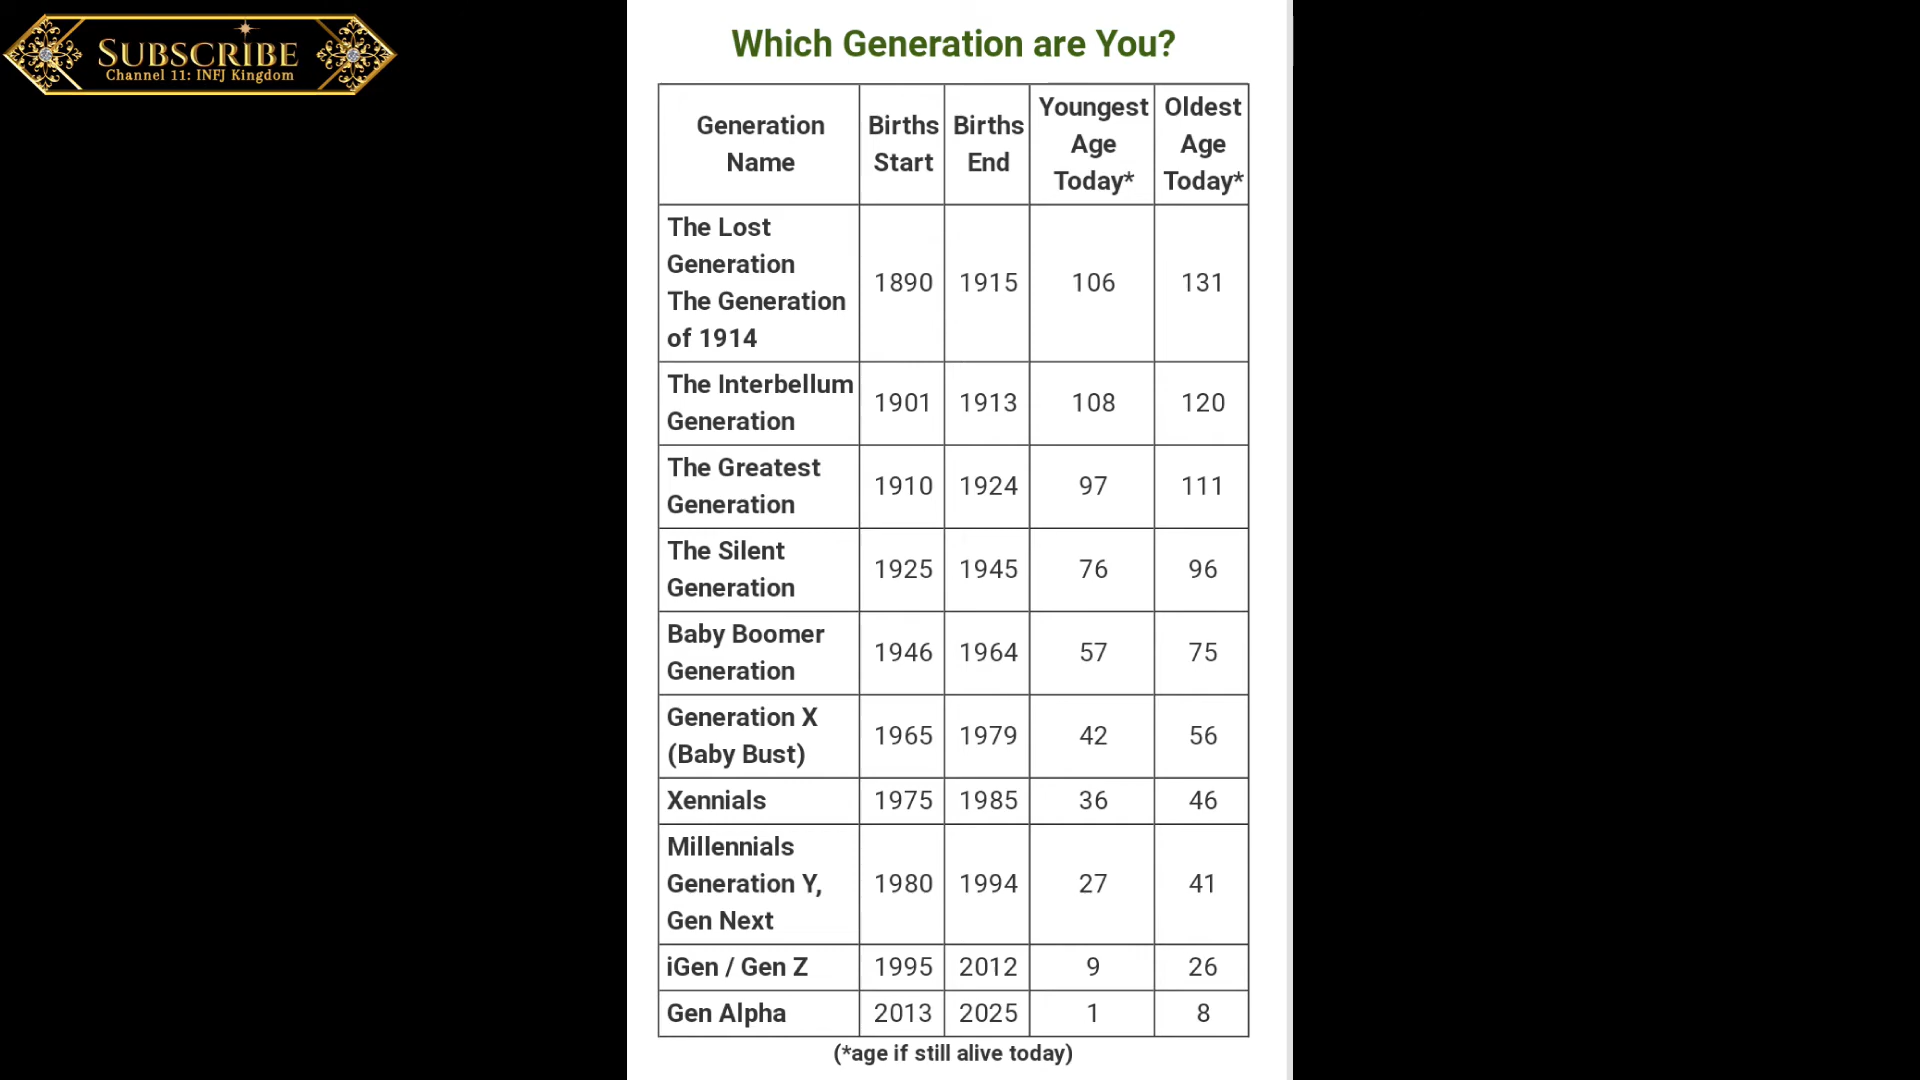 SUBSCRIBE
Channel 11: INFJ Kingdom
Which Generation are You?
Generation Name Births Start Births End Youngest Age Today* Oldest Age Today*
The Lost Generation The Generation of 1914 1890 1915 106 131
The Interbellum Generation 1901 1913 108 120
The Greatest Generation 1910 1924 97 111
The Silent Generation 1925 1945 76 96
Baby Boomer Generation 1946 1964 57 75
Generation X (Baby Bust) 1965 1979 42 56
Xennials 1975 1985 36 46
Millennials Generation Y, Gen Next 1980 1994 27 41
iGen / Gen Z 1995 2012 9 26
Gen Alpha 2013 2025 1 8
(*age if still alive today)